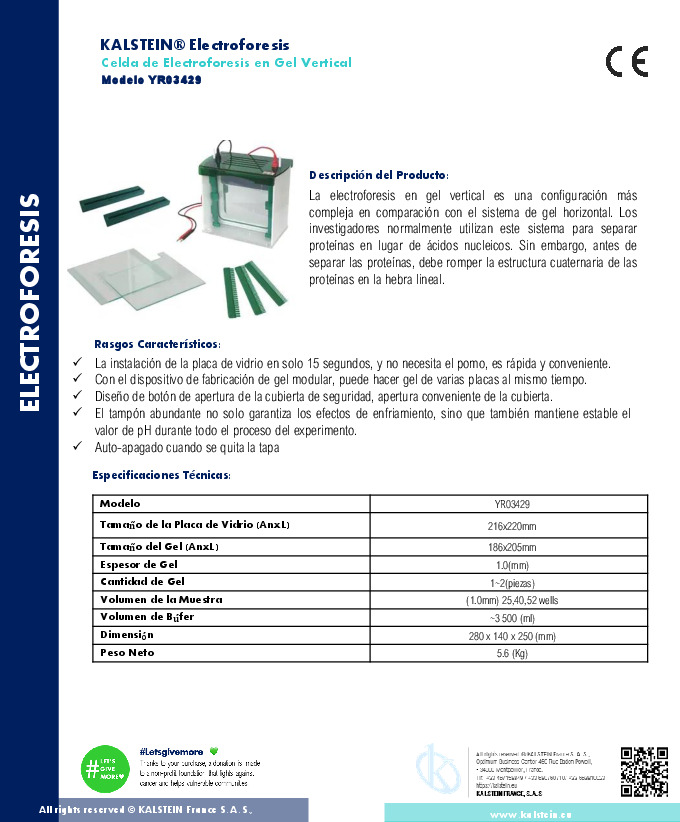 KALSTEIN® Electroforesis
Celda de Electroforesis en Gel Vertical
Modelo YR03429
CE
ELECTROFORESIS
Descripción del Producto:
La electroforesis en gel vertical es una configuración más
compleja en comparación con el sistema de gel horizontal. Los
investigadores normalmente utilizan este sistema para separar
proteínas en lugar de ácidos nucleicos. Sin embargo, antes de
separar las proteínas, debe romper la estructura cuaternaria de las
proteínas en la hebra lineal.
Rasgos Característicos:
✓ La instalación de la placa de vidrio en solo 15 segundos, y no necesita el pomo, es rápida y conveniente.
✓ Con el dispositivo de fabricación de gel modular, puede hacer gel de varias placas al mismo tiempo.
✓ Diseño de botón de apertura de la cubierta de seguridad, apertura conveniente de la cubierta.
✓ El tampón abundante no solo garantiza los efectos de enfriamiento, sino que también mantiene estable el
valor de pH durante todo el proceso del experimento.
✓ Auto-apagado cuando se quita la tapa
Especificaciones Técnicas:
Modelo YR03429
Tamaño de la Placa de Vidrio (AnxL) 216x220mm
Tamaño del Gel (AnxL) 186x205mm
Espesor de Gel 1.0(mm)
Cantidad de Gel 1~2(piezas)
Volumen de la Muestra (1.0mm) 25,40,52 wells
Volumen de Búfer ~3 500 (ml)
Dimensión 280 x 140 x 250 (mm)
Peso Neto 5.6 (Kg)
# LET'S
GIVE
MORE
#Letsgivemore
Thanks to your purchase, a donation is made
to a non-profit foundation that fights against
cancer and helps vulnerable communities
All rights reserved © KALSTEIN France S. A. S.,
https://kalstein.eu
KALSTEIN FRANCE, S. A. S
All rights reserved © KALSTEIN France S. A. S.,
www.kalstein.eu